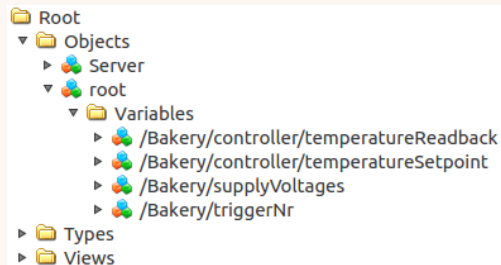 Root
Objects
Server
root
Variables
/Bakery/controller/temperatureReadback
/Bakery/controller/temperatureSetpoint
/Bakery/supplyVoltages
/Bakery/triggerNr
Types
Views